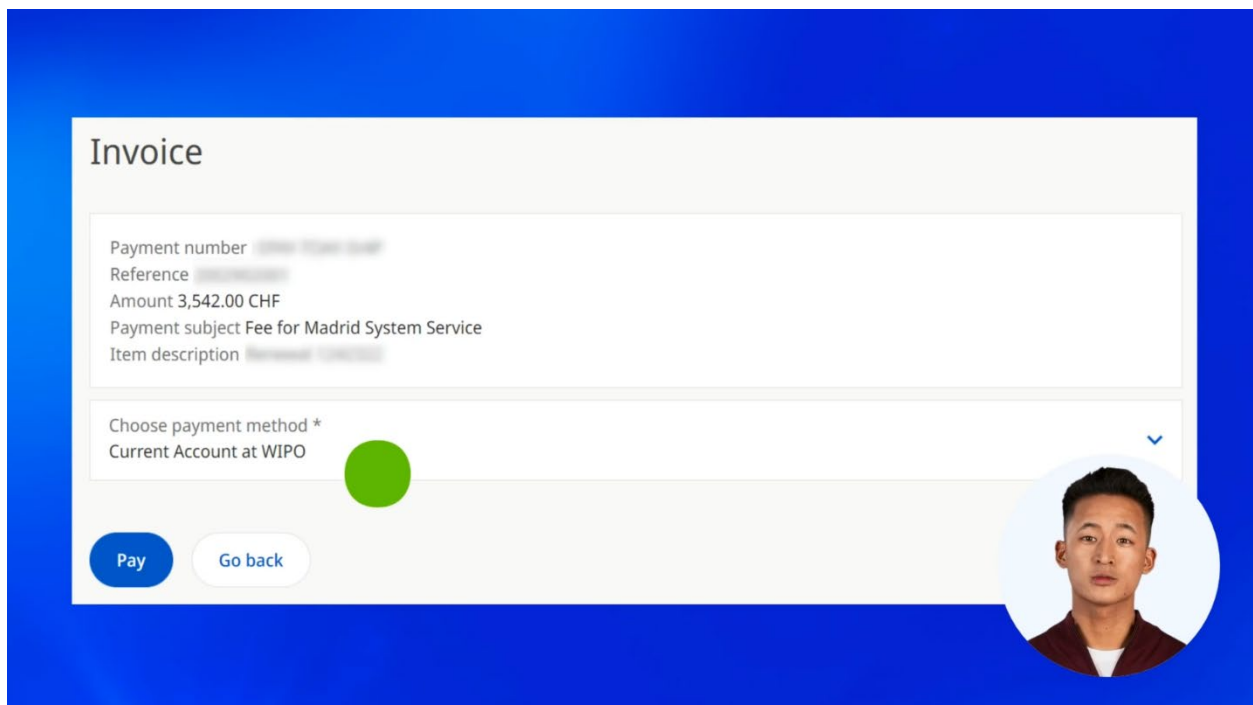 Invoice
Payment number
Reference
Amount 3,542.00 CHF
Payment subject Fee for Madrid System Service
Item description
Choose payment method *
Current Account at WIPO
Pay
Go back